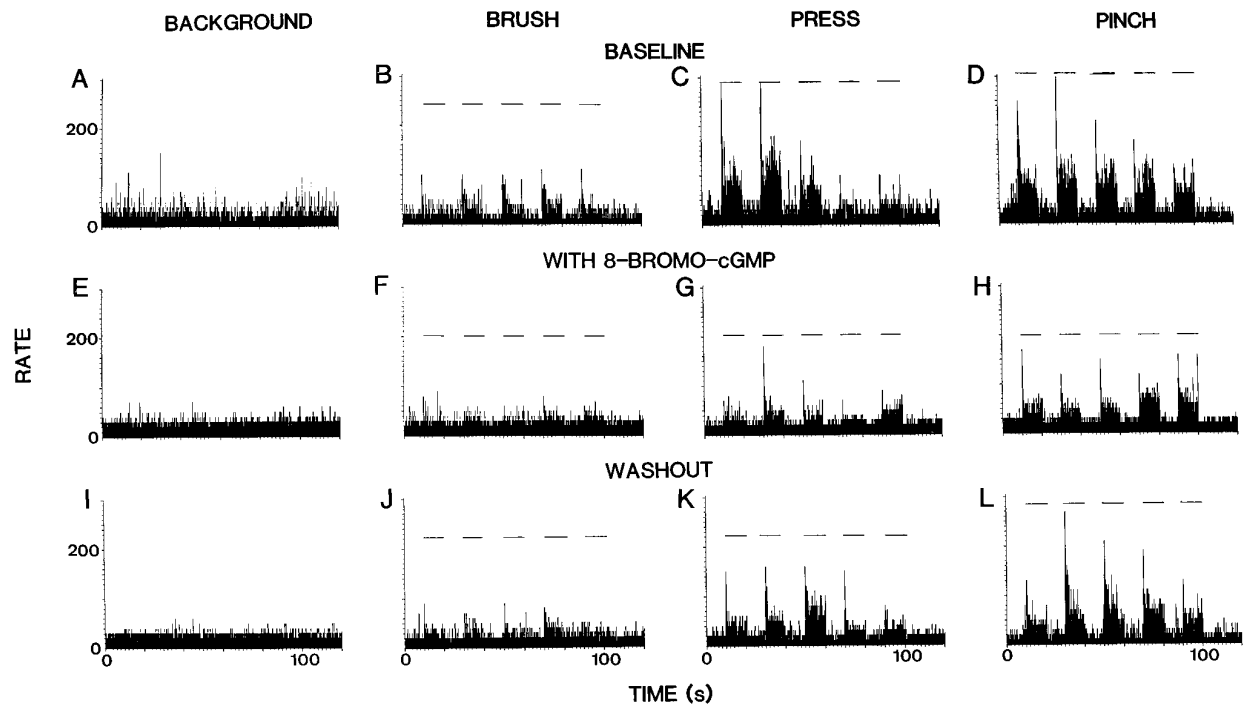 BACKGROUND BRUSH PRESS PINCH
BASELINE
A B C D
200
0
WITH 8-BROMO-cGMP
E F G H
200
0
RATE
WASHOUT
I J K L
200
0
0 100 0 100 0 100 0 100
TIME (s)